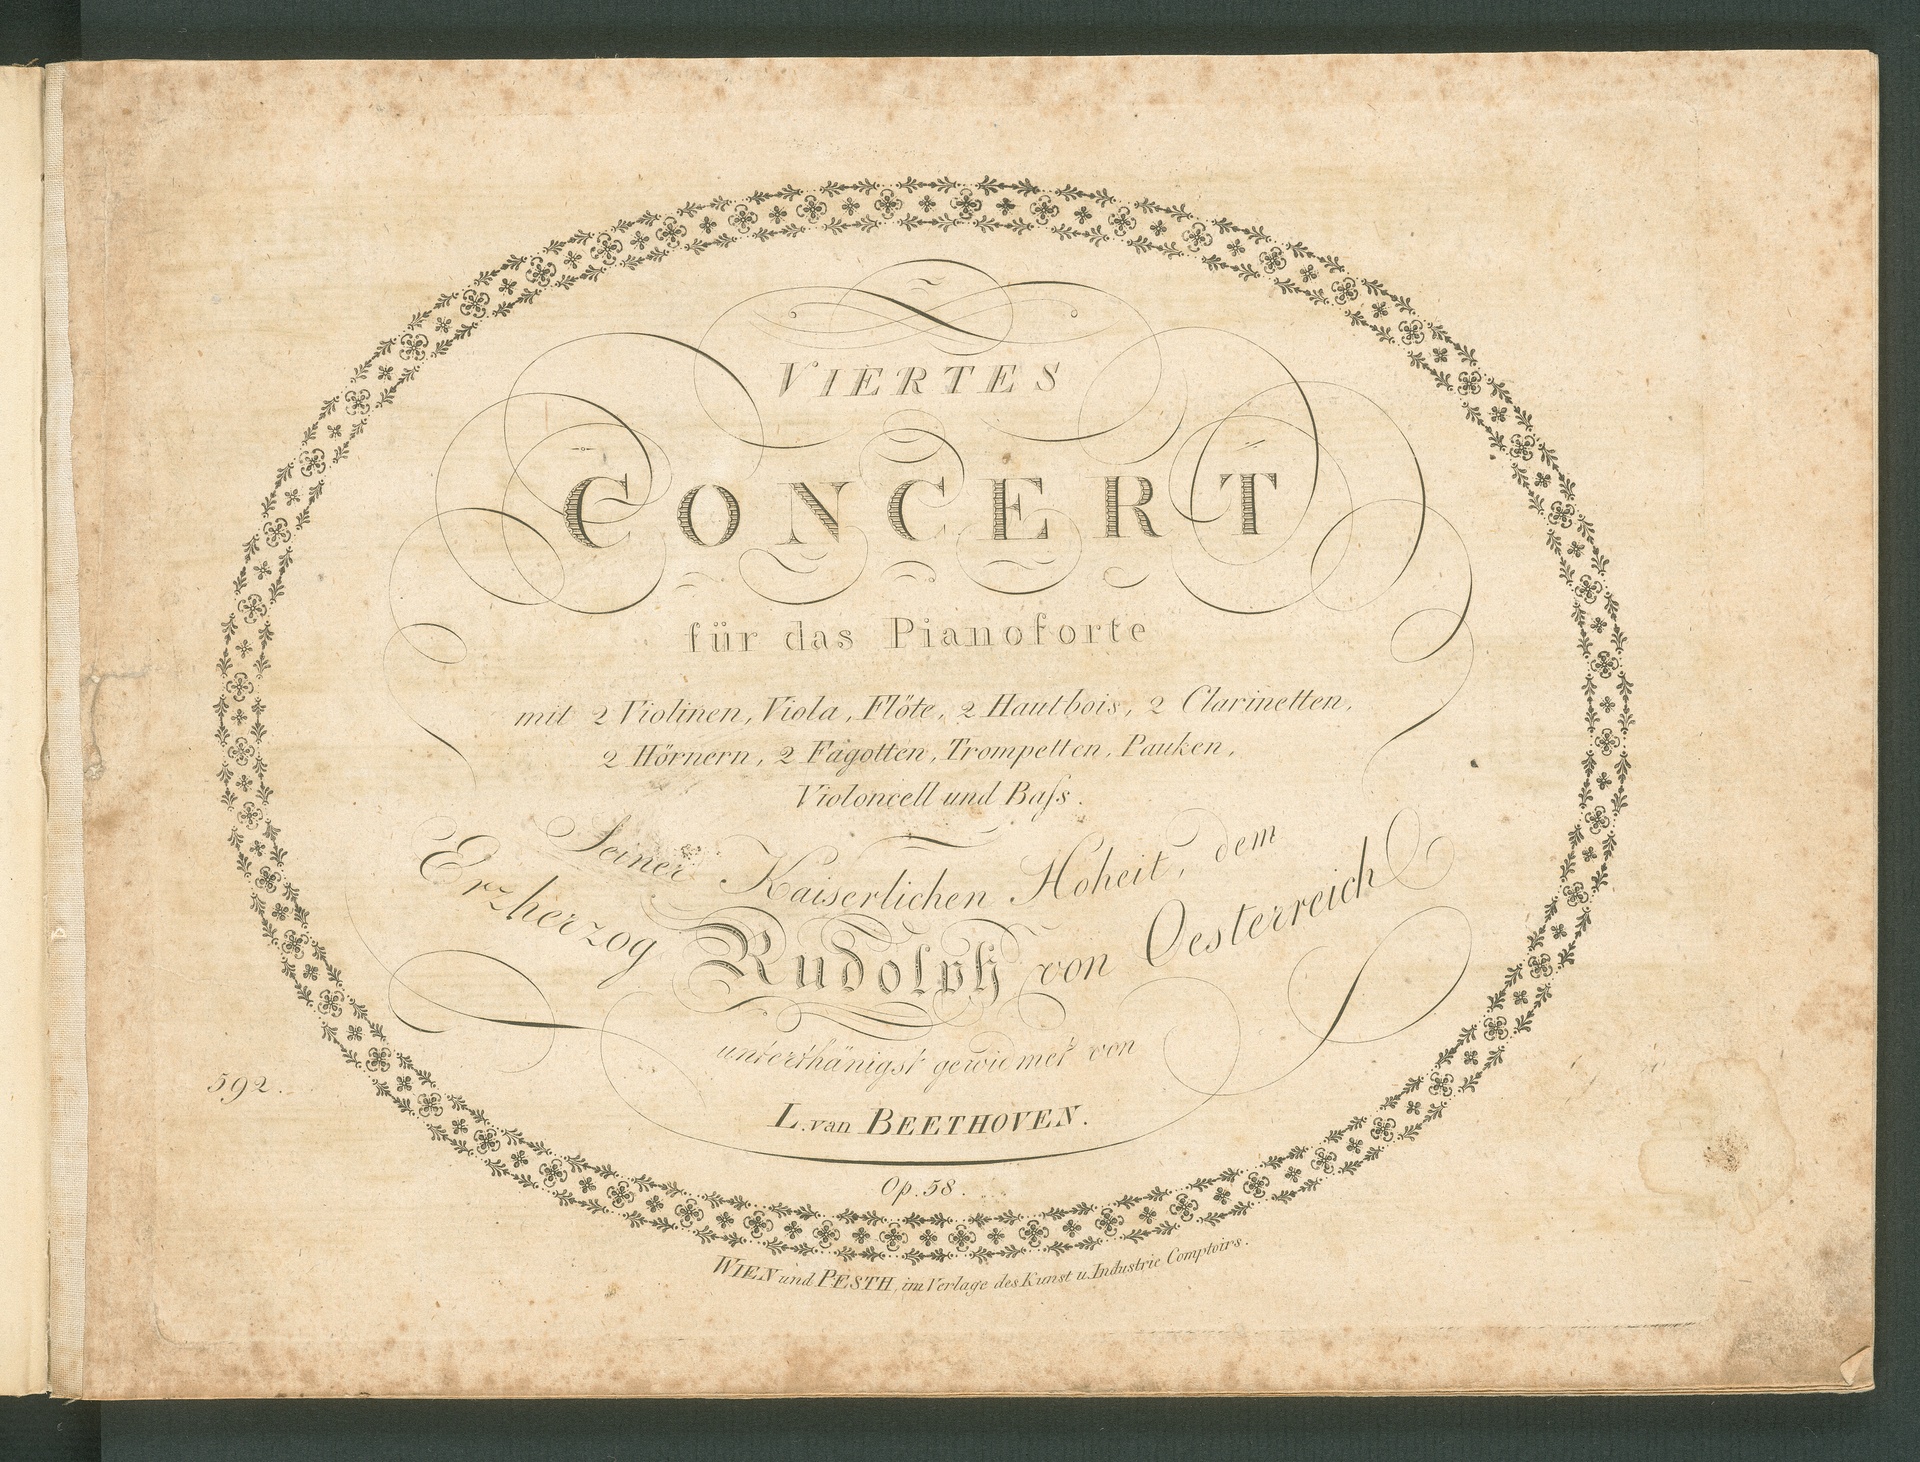 VIERTES
CONCERT
für das Pianoforte
mit 2 Violinen, Viola, Flöte, 2 Hautbois, 2 Clarinetten,
2 Hörnern, 2 Fagotten, Trompetten, Pauken,
Violoncell und Baſs.
Seiner Kaiserlichen Hoheit, dem
Erzherzog Rudolph von Oesterreich
unterthänigst gewidmet von
L. van BEETHOVEN.
592.
Op. 58.
WIEN und PESTH, im Verlage des Kunst u. Industrie Comptoirs.